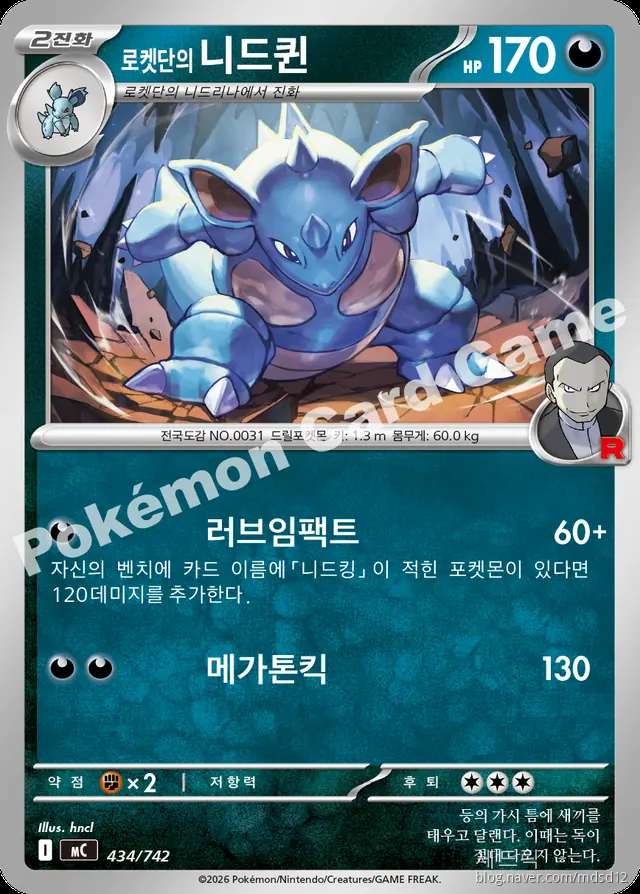 2진화
로켓단의 니드퀸
HP 170
로켓단의 니드리나에서 진화
Pokémon Card Game
전국도감 NO.0031 드릴포켓몬 키: 1.3 m 몸무게: 60.0 kg
R
러브임팩트 60+
자신의 벤치에 카드 이름에「니드킹」이 적힌 포켓몬이 있다면
120데미지를 추가한다.
메가톤킥 130
약점 ×2 저항력 후퇴
Illus. hncl
I MC 434/742
등의 가시 틈에 새끼를
태우고 달랜다. 이때는 독이
절대 나오지 않는다.
blog.naver.com/mdsd12
©2026 Pokémon/Nintendo/Creatures/GAME FREAK.